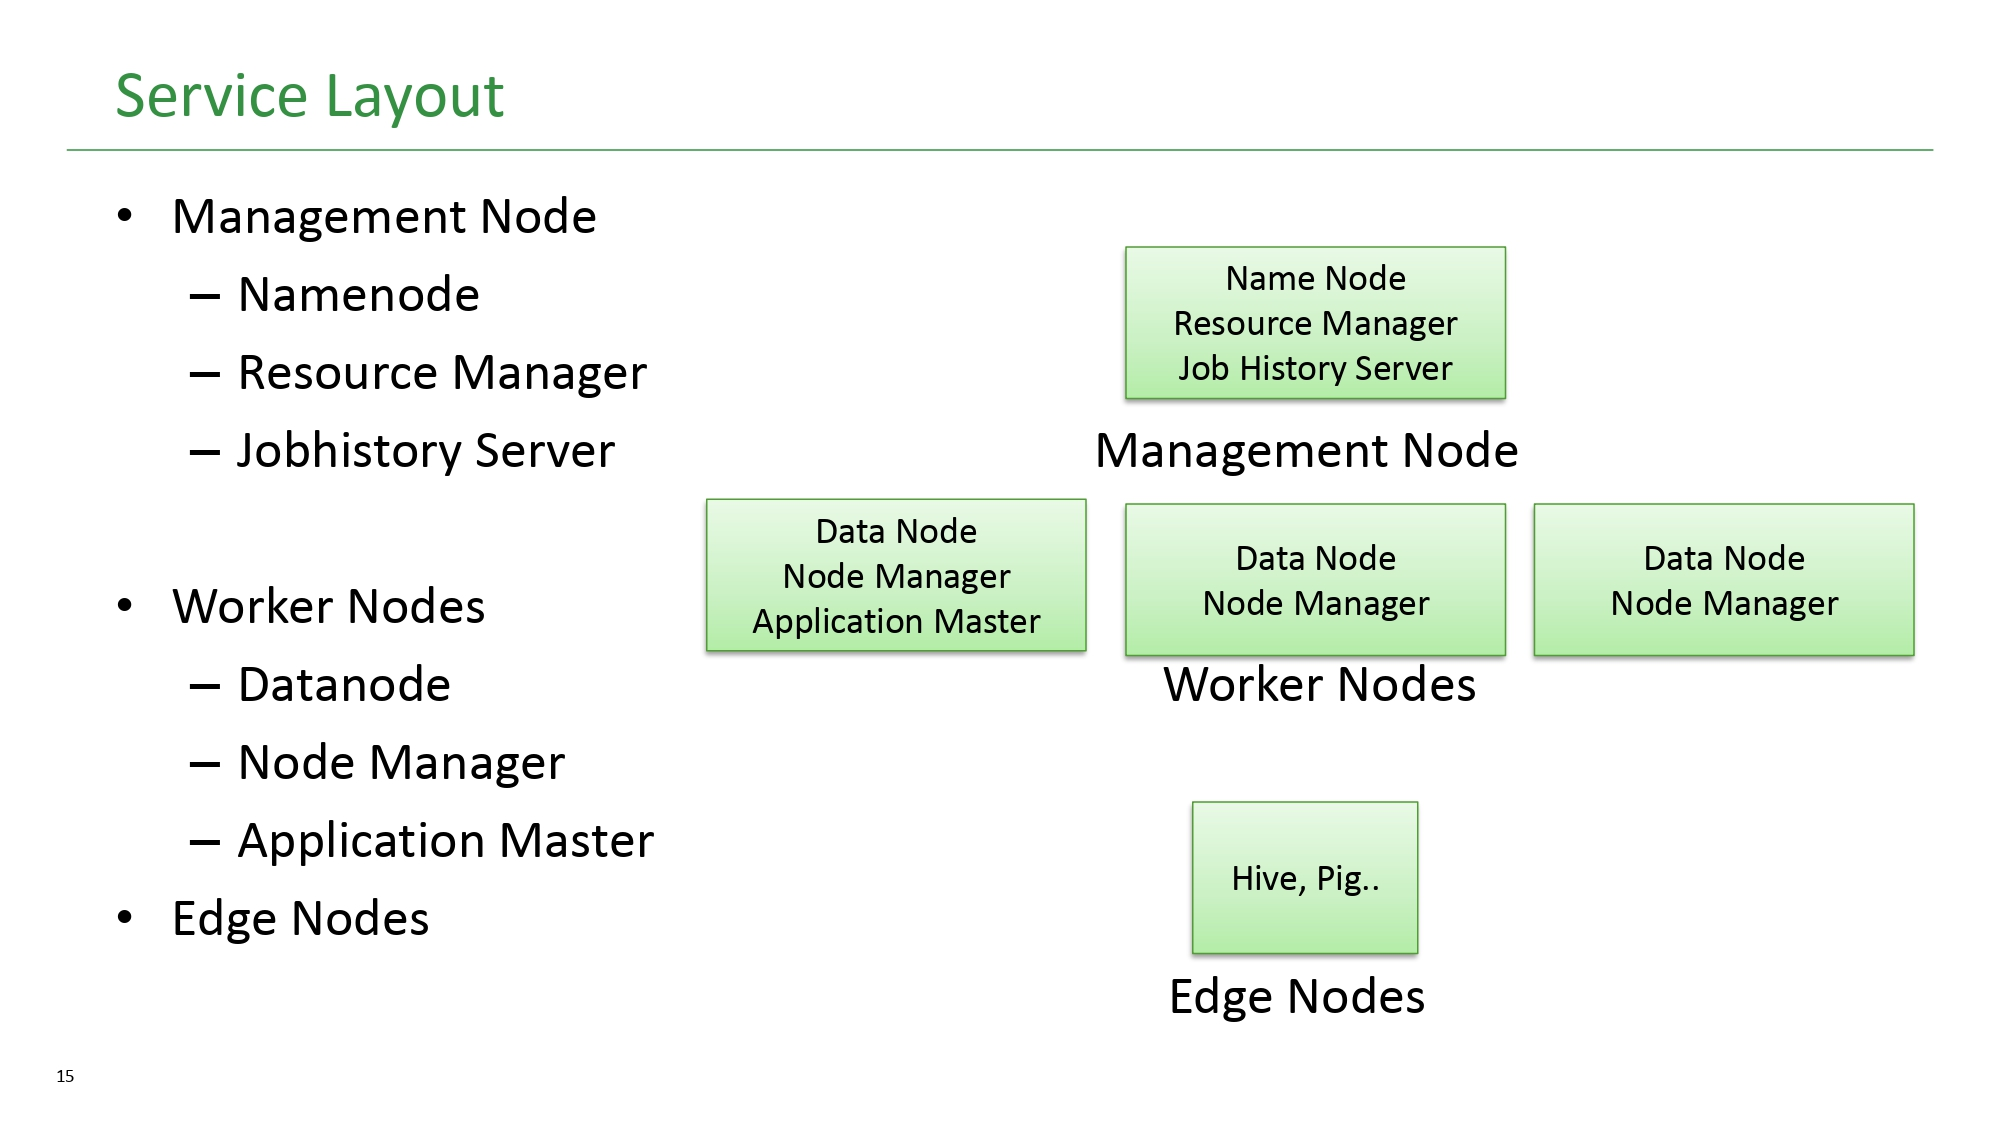 Service Layout
• Management Node
– Namenode
– Resource Manager
– Jobhistory Server
• Worker Nodes
– Datanode
– Node Manager
– Application Master
• Edge Nodes
Name Node
Resource Manager
Job History Server
Management Node
Data Node
Node Manager
Application Master
Data Node
Node Manager
Data Node
Node Manager
Worker Nodes
Hive, Pig..
Edge Nodes
15